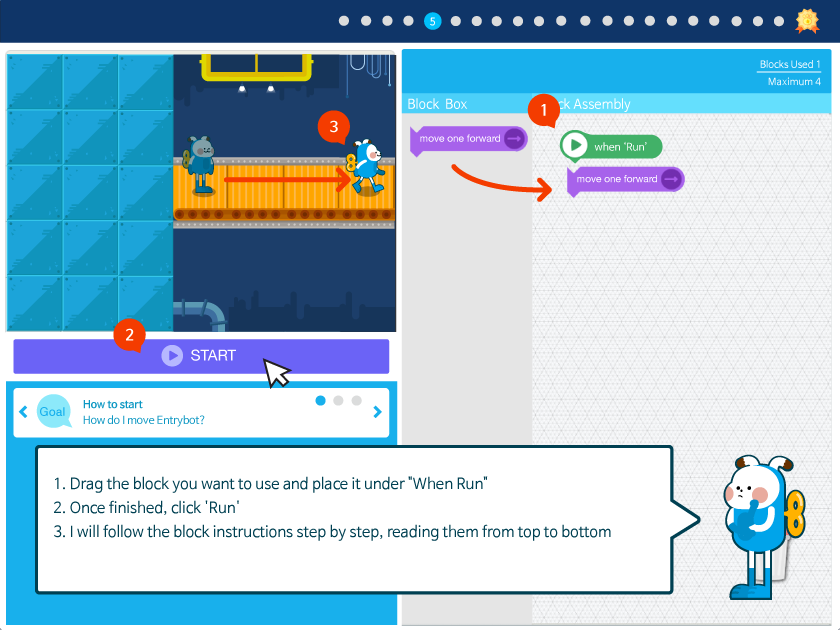 5
Blocks Used 1
Maximum 4
Block Box
ck Assembly
1
move one forward
when 'Run'
move one forward
3
2
START
Goal
How to start
How do I move Entrybot?
1. Drag the block you want to use and place it under "When Run"
2. Once finished, click 'Run'
3. I will follow the block instructions step by step, reading them from top to bottom